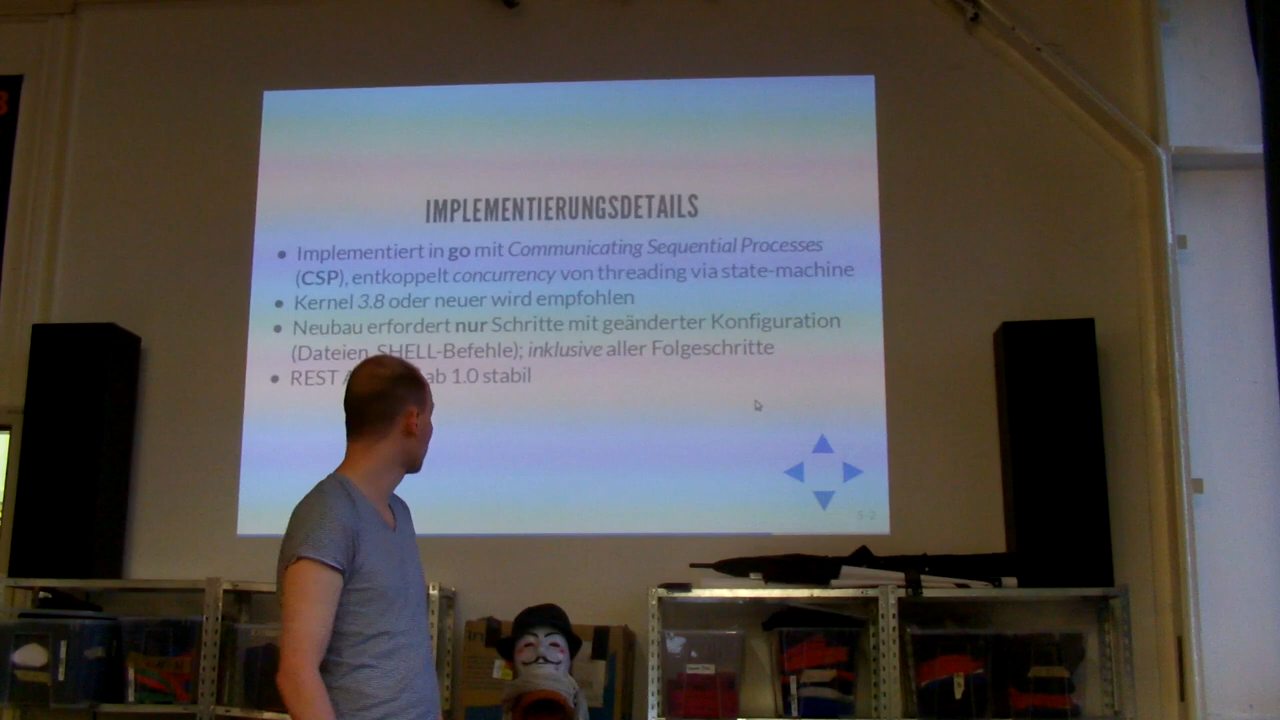 IMPLEMENTIERUNGSDETAILS
• Implementiert in go mit Communicating Sequential Processes
(CSP), entkoppelt concurrency von threading via state-machine
• Kernel 3.8 oder neuer wird empfohlen
• Neubau erfordert nur Schritte mit geänderter Konfiguration
(Dateien, SHELL-Befehle); inklusive aller Folgeschritte
• REST ab 1.0 stabil